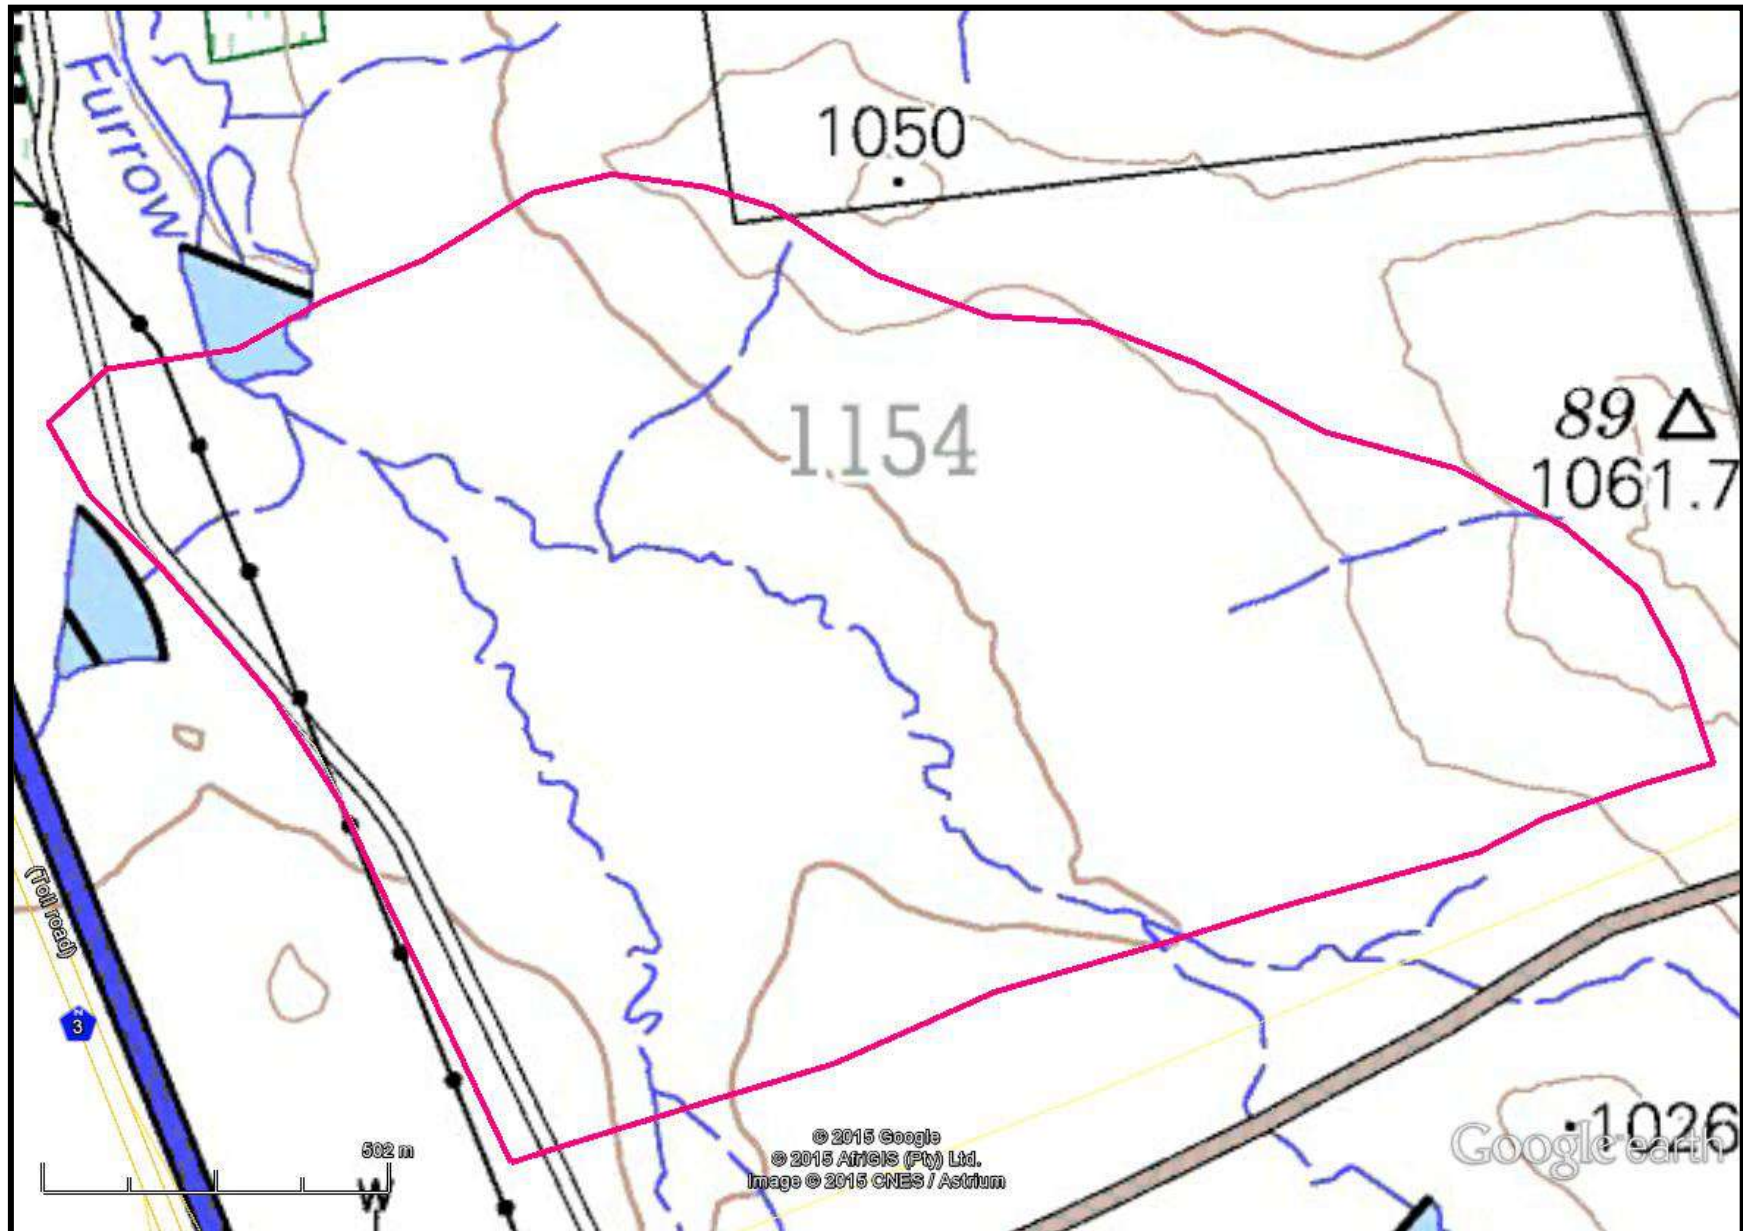 Furrow
1050
1154
89
1061.7
(Toll road)
N
3
502 m
W
© 2015 Google
© 2015 AfriGIS (Pty) Ltd.
Image © 2015 CNES / Astrium
1026
Google earth